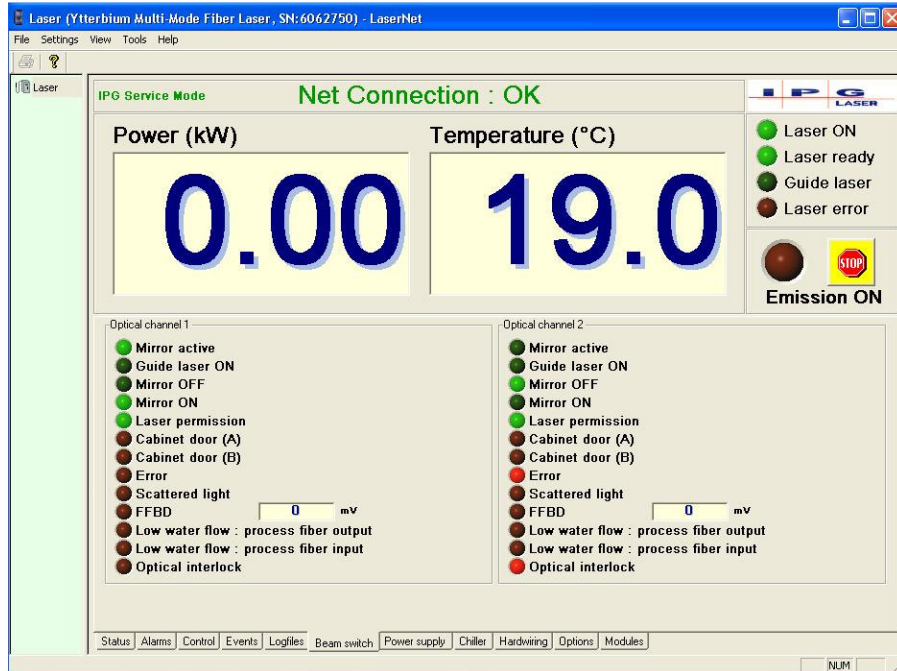 Laser (Ytterbium Multi-Mode Fiber Laser, SN:6062750) - LaserNet
File Settings View Tools Help
Laser
IPG Service Mode
Net Connection : OK
IPG
LASER
Power (kW)
0.00
Temperature (°C)
19.0
Laser ON
Laser ready
Guide laser
Laser error
STOP
Emission ON
Optical channel 1
Mirror active
Guide laser ON
Mirror OFF
Mirror ON
Laser permission
Cabinet door (A)
Cabinet door (B)
Error
Scattered light
FFBD 0 mV
Low water flow : process fiber output
Low water flow : process fiber input
Optical interlock
Optical channel 2
Mirror active
Guide laser ON
Mirror OFF
Mirror ON
Laser permission
Cabinet door (A)
Cabinet door (B)
Error
Scattered light
FFBD 0 mV
Low water flow : process fiber output
Low water flow : process fiber input
Optical interlock
Status Alarms Control Events Logfiles Beam switch Power supply Chiller Hardwiring Options Modules
NUM